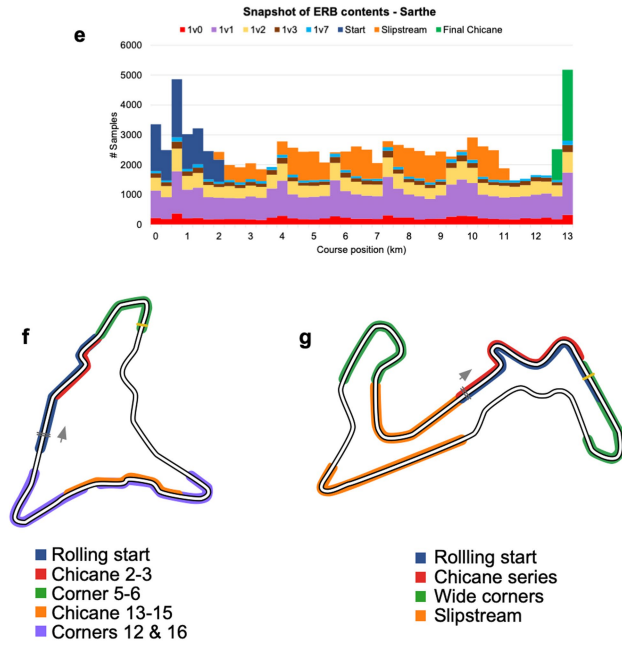 Snapshot of ERB contents - Sarthe
e
1v0 1v1 1v2 1v3 1v7 Start Slipstream Final Chicane
6000
5000
4000
3000
2000
1000
0
# Samples
0 1 2 3 4 5 6 7 8 9 10 11 12 13
Course position (km)
f
g
Rolling start
Chicane 2-3
Corner 5-6
Chicane 13-15
Corners 12 & 16
Rollling start
Chicane series
Wide corners
Slipstream